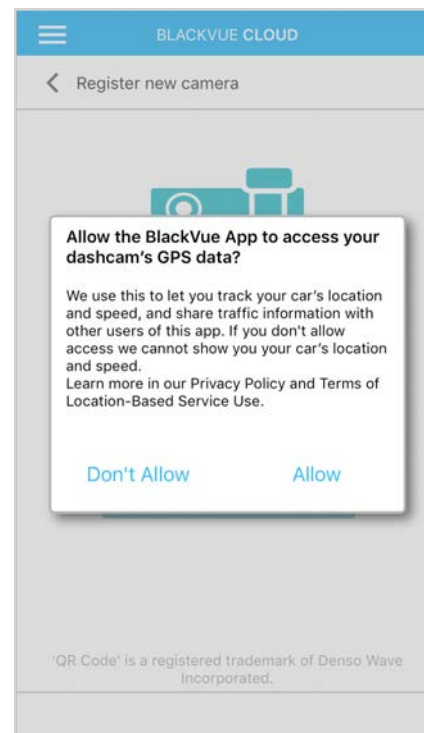 BLACKVUE CLOUD
Register new camera
Allow the BlackVue App to access your
dashcam's GPS data?
We use this to let you track your car's location
and speed, and share traffic information with
other users of this app. If you don't allow
access we cannot show you your car's location
and speed.
Learn more in our Privacy Policy and Terms of
Location-Based Service Use.
Don't Allow Allow
'QR Code' is a registered trademark of Denso Wave
Incorporated.